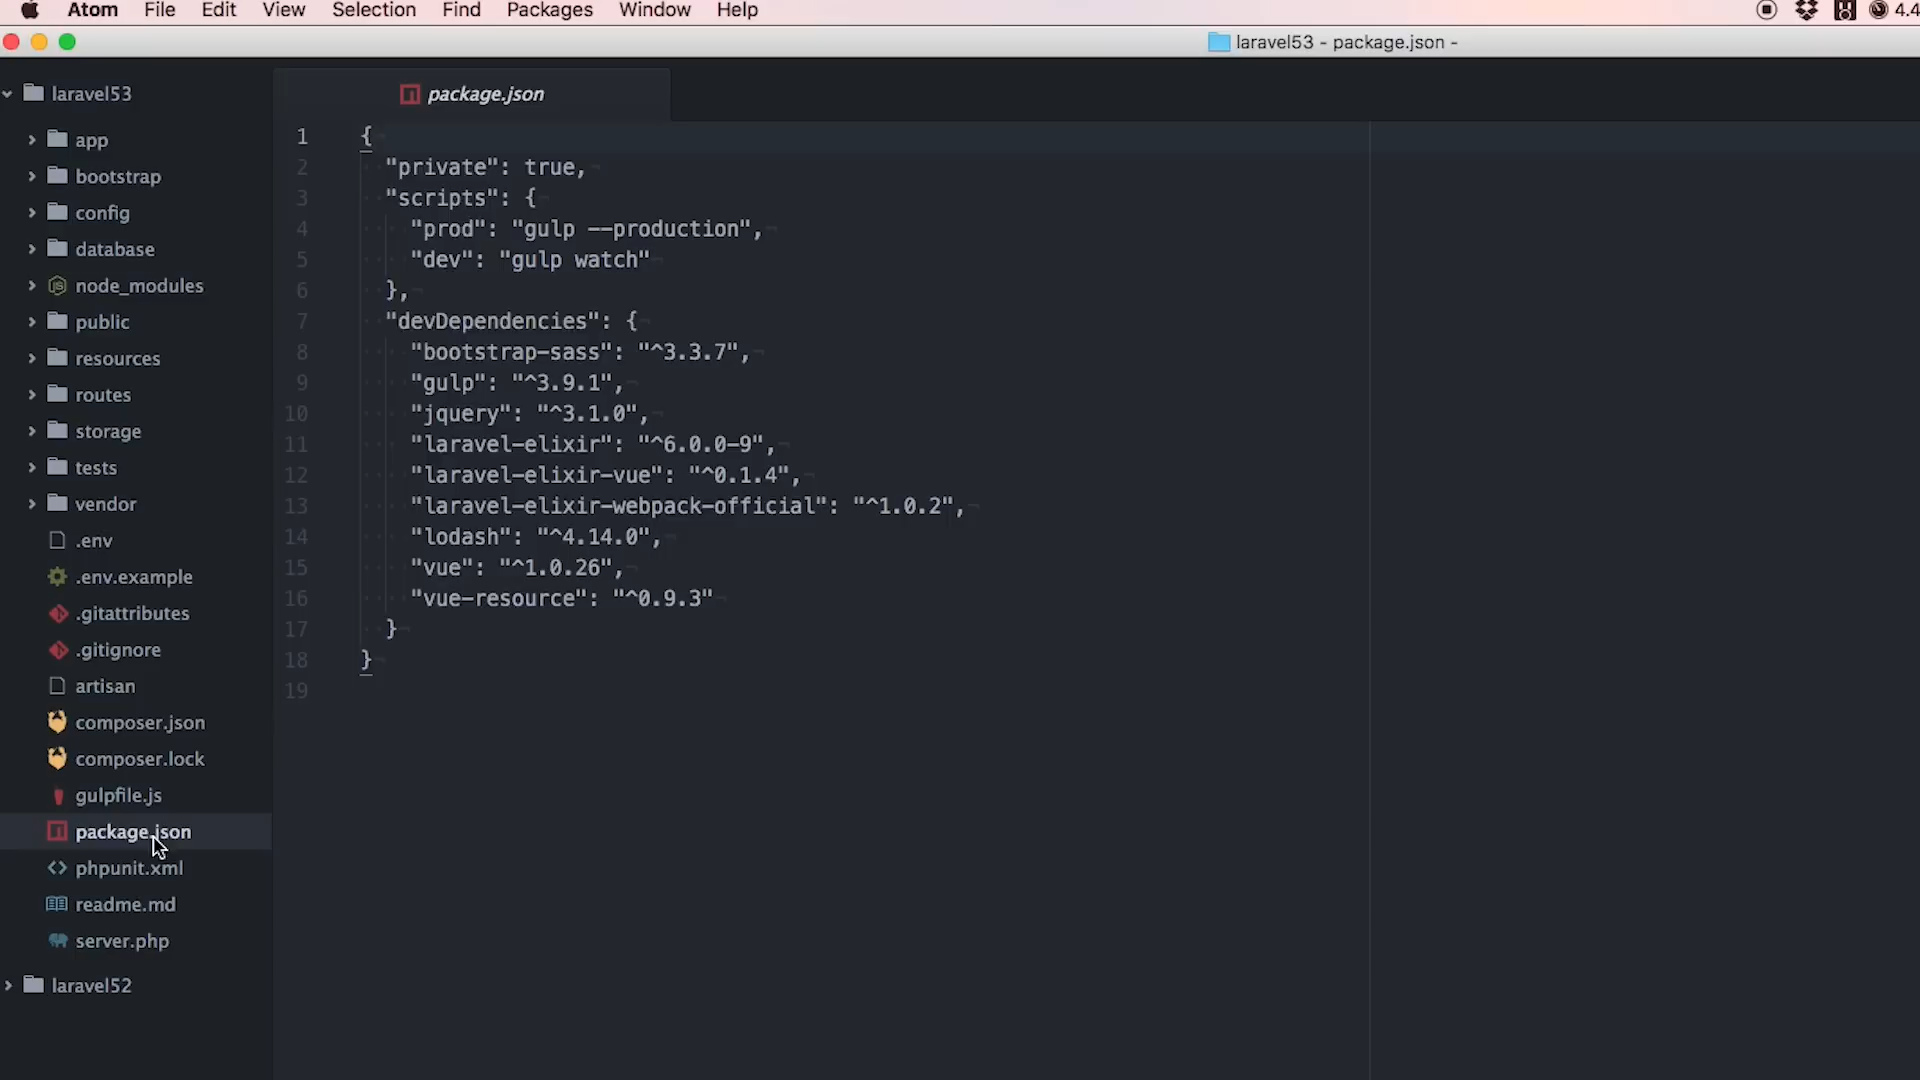 Atom File Edit View Selection Find Packages Window Help 4.4
laravel53 - package.json -
laravel53
app
bootstrap
config
database
node_modules
public
resources
routes
storage
tests
vendor
.env
.env.example
.gitattributes
.gitignore
artisan
composer.json
composer.lock
gulpfile.js
package.json
phpunit.xml
readme.md
server.php
laravel52
package.json
1 {
2 "private": true,
3 "scripts": {
4 "prod": "gulp --production",
5 "dev": "gulp watch"
6 },
7 "devDependencies": {
8 "bootstrap-sass": "^3.3.7",
9 "gulp": "^3.9.1",
10 "jquery": "^3.1.0",
11 "laravel-elixir": "^6.0.0-9",
12 "laravel-elixir-vue": "^0.1.4",
13 "laravel-elixir-webpack-official": "^1.0.2",
14 "lodash": "^4.14.0",
15 "vue": "^1.0.26",
16 "vue-resource": "^0.9.3"
17 }
18 }
19